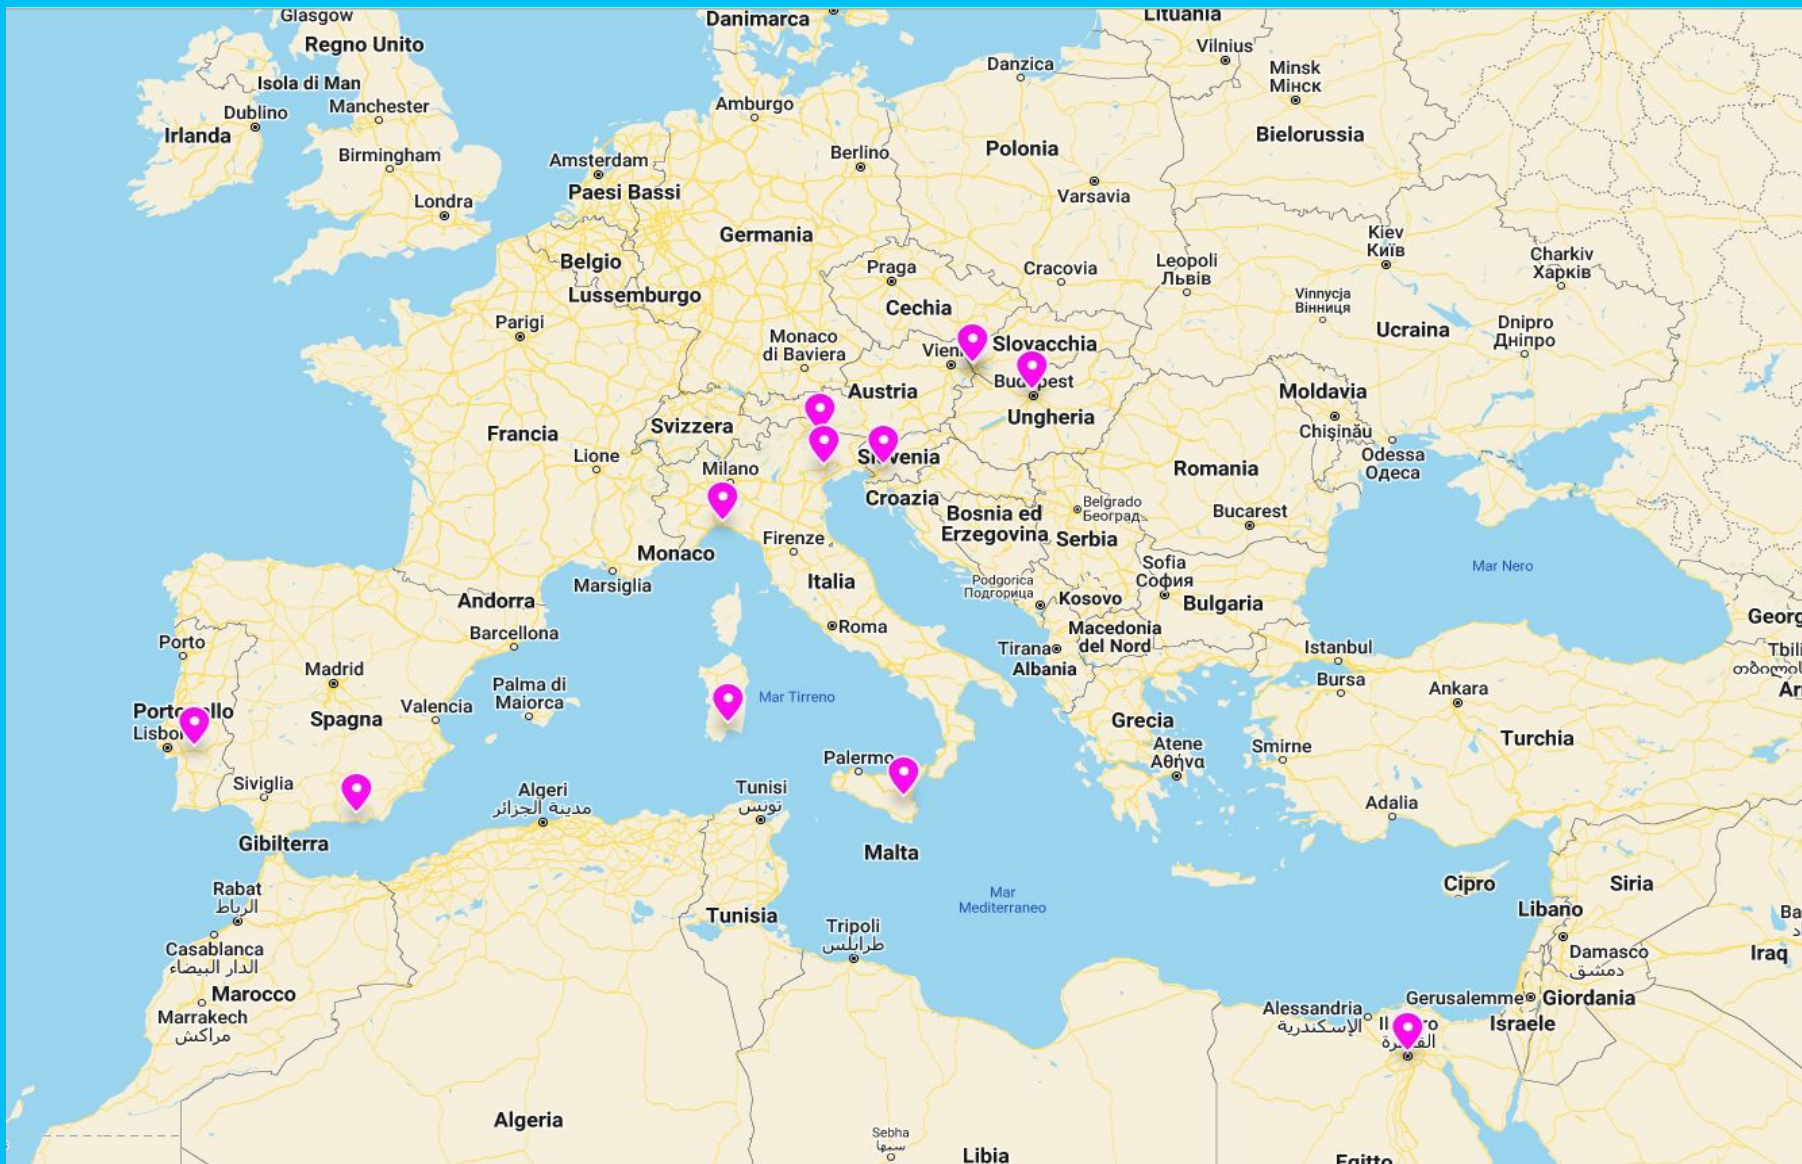 Glasgow
Danimarca
Lituania
Regno Unito
Vilnius
Danzica
Minsk
Мінск
Isola di Man
Amburgo
Manchester
Dublino
Irlanda
Bielorussia
Polonia
Birmingham
Amsterdam
Berlino
Paesi Bassi
Varsavia
Londra
Germania
Kiev
Київ
Belgio
Praga
Cracovia
Leopoli
Львів
Charkiv
Харків
Lussemburgo
Cechia
Vinnycja
Вінниця
Parigi
Ucraina
Dnipro
Дніпро
Monaco
di Baviera
Slovacchia
Austria
Moldavia
Ungheria
Svizzera
Francia
Chişinău
Lione
Milano
Slovenia
Odessa
Одеса
Romania
Croazia
Belgrado
Београд
Bosnia ed
Erzegovina
Bucarest
Firenze
Serbia
Monaco
Sofia
София
Mar Nero
Marsiglia
Italia
Podgorica
Подгорица
Andorra
Kosovo
Bulgaria
Georg
Roma
Macedonia
del Nord
Porto
Barcellona
Tirana
Albania
Istanbul
Tbili
Madrid
Palma di
Maiorca
Bursa
Ankara
Ar
Mar Tirreno
Valencia
Spagna
Grecia
Turchia
Atene
Αθήνα
Smirne
Palermo
Siviglia
Algeri
مدينة الجزائر
Tunisi
تونس
Adalia
Gibilterra
Malta
Cipro
Siria
Rabat
الرباط
Mar
Mediterraneo
Tunisia
Libano
Tripoli
طرابلس
Casablanca
الدار البيضاء
Damasco
دمشق
Iraq
Marocco
Gerusalemme
Giordania
Alessandria
الإسكندرية
Marrakech
مراكش
Israele
Algeria
Sebha
سبها
Libia
Egitto